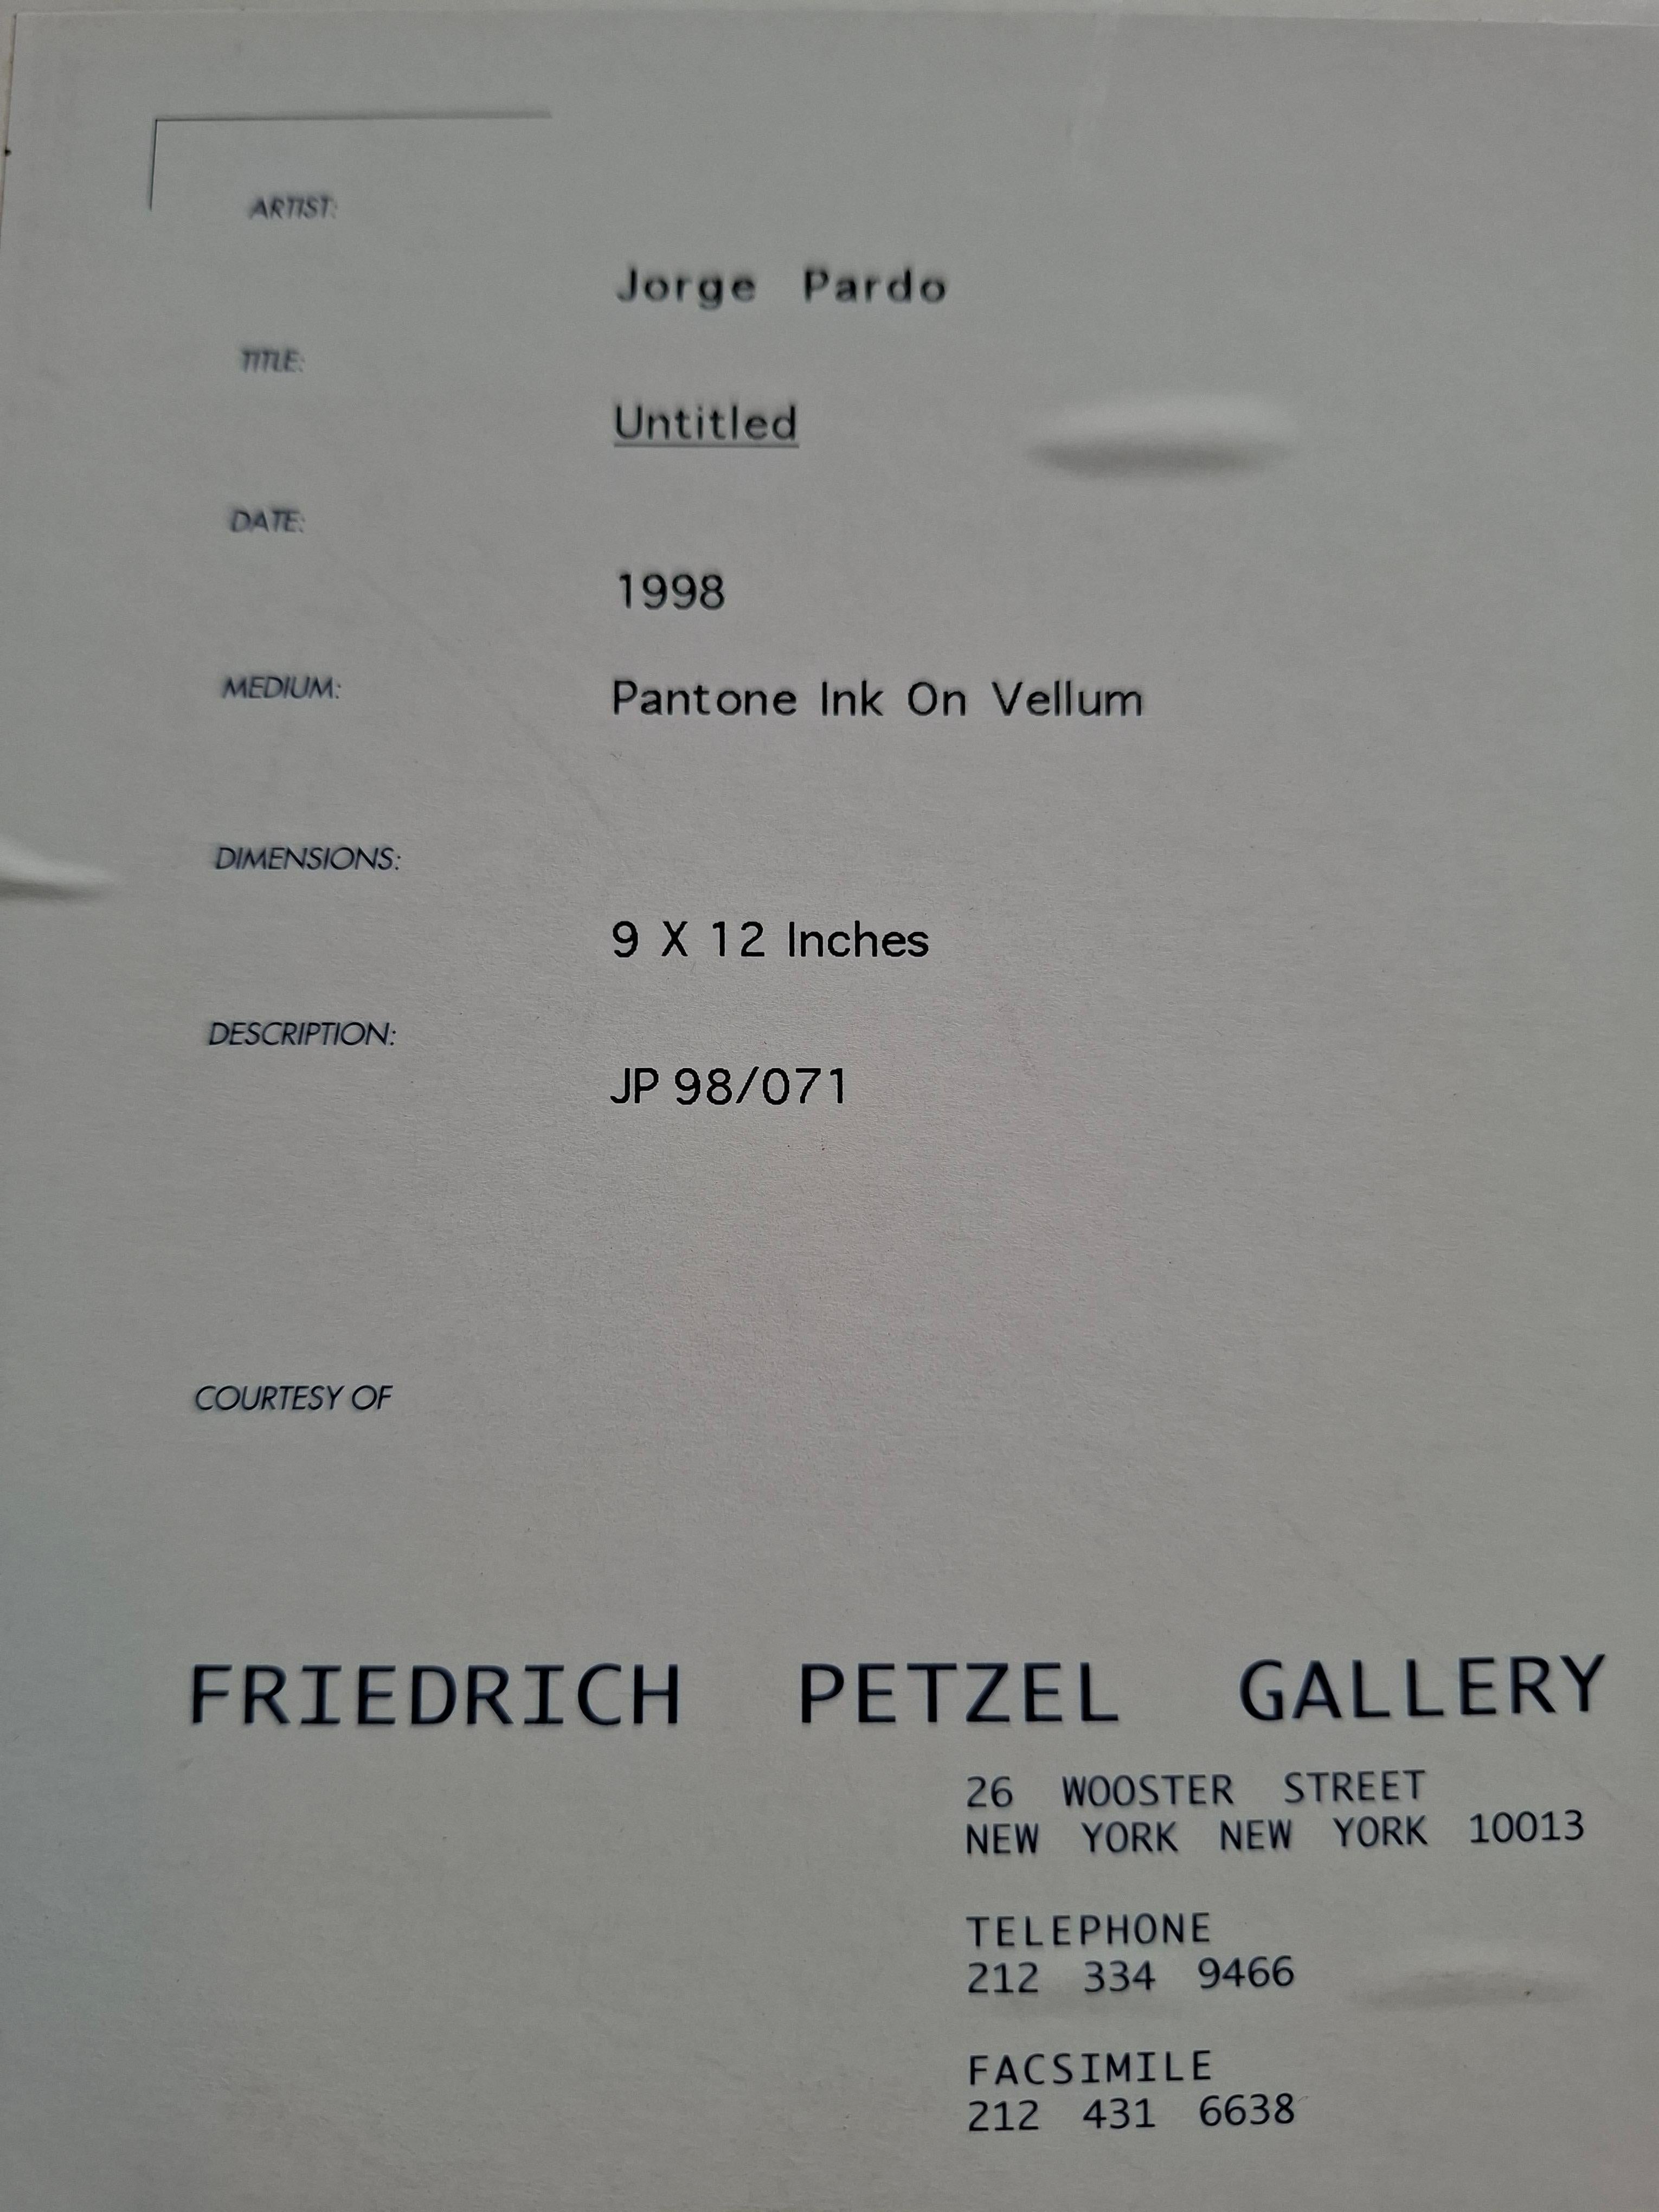 ARTIST:
Jorge Pardo
TITLE:
Untitled
DATE:
1998
MEDIUM: Pantone Ink On Vellum
DIMENSIONS:
9 X 12 Inches
DESCRIPTION:
JP 98/071
COURTESY OF
FRIEDRICH PETZEL GALLERY
26 WOOSTER STREET
NEW YORK NEW YORK 10013
TELEPHONE
212 334 9466
FACSIMILE
212 431 6638